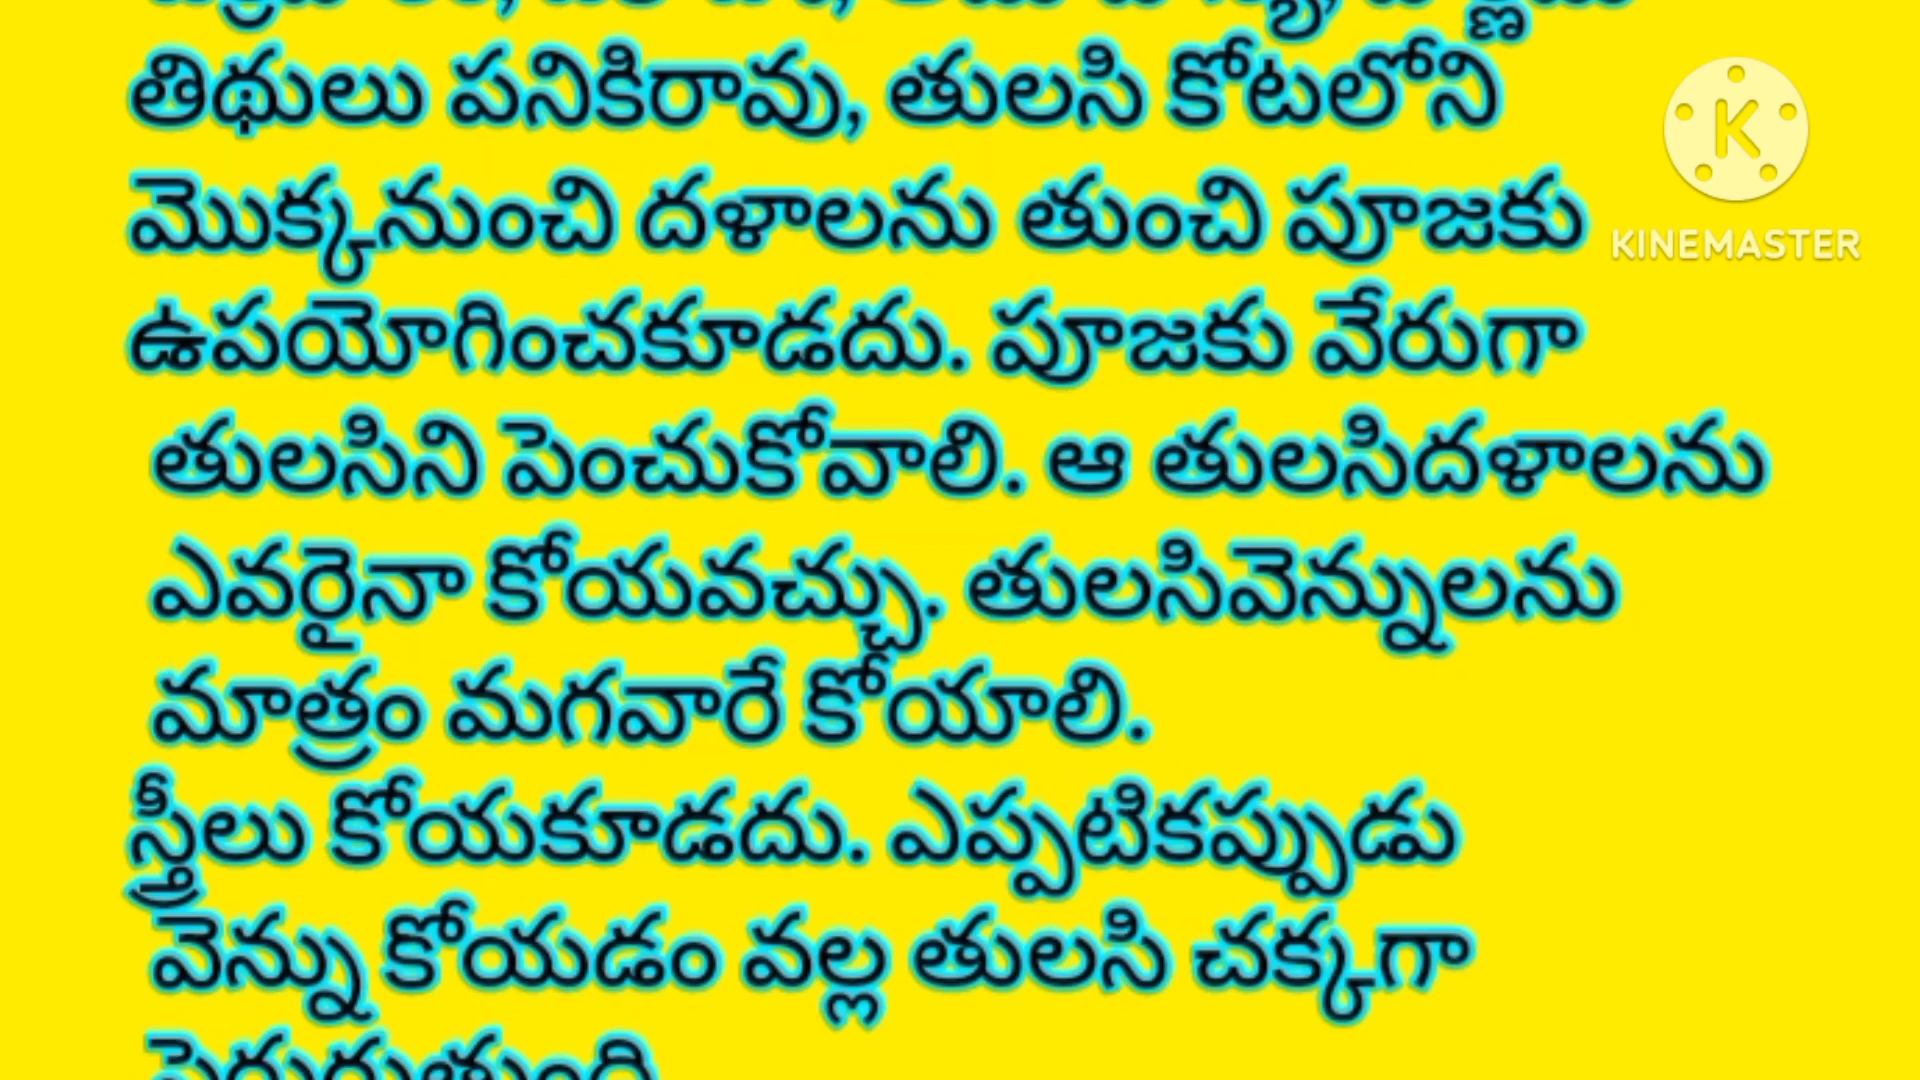 తిథులు పనికిరావు, తులసి కోటలోని
మొక్కనుంచి దళాలను తుంచి పూజకు
ఉపయోగించకూడదు. పూజకు వేరుగా
తులసిని పెంచుకోవాలి. ఆ తులసిదళాలను
ఎవరైనా కోయవచ్చు. తులసివెన్నులను
మాత్రం మగవారే కోయాలి.
స్త్రీలు కోయకూడదు. ఎప్పటికప్పుడు
వెన్ను కోయడం వల్ల తులసి చక్కగా
KINEMASTER